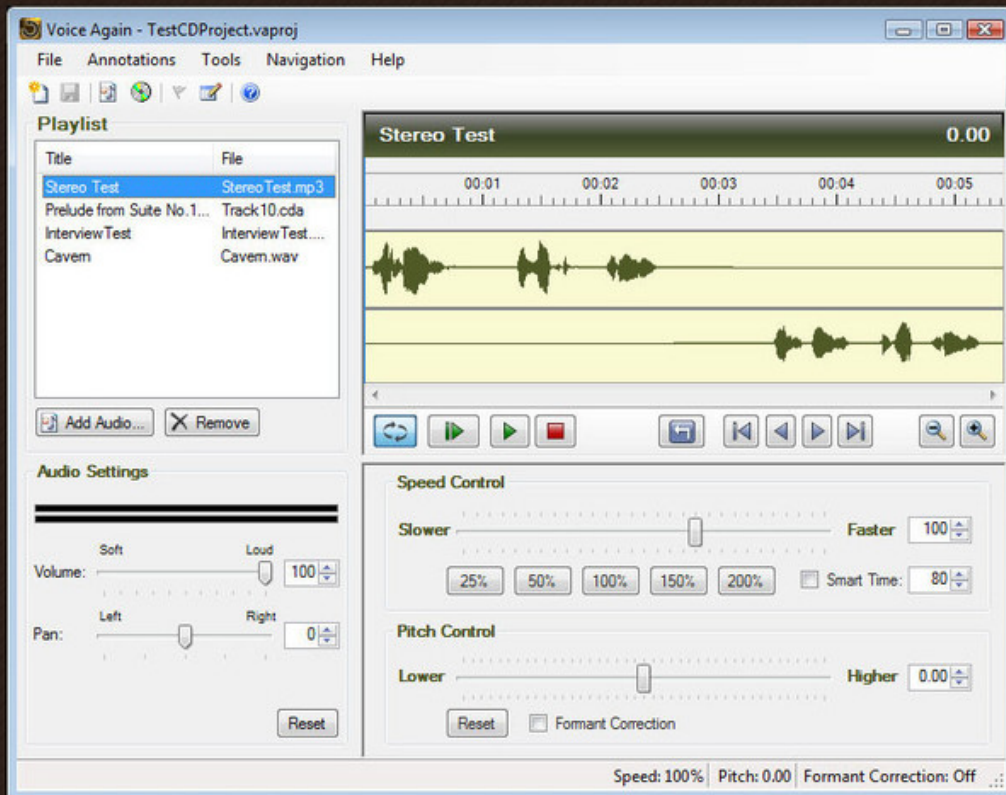 Voice Again - TestCDProject.vaproj
File Annotations Tools Navigation Help
Playlist
Title File
Stereo Test StereoTest.mp3
Prelude from Suite No.1... Track10.cda
InterviewTest InterviewTest....
Cavern Cavern.wav
Add Audio... Remove
Stereo Test 0.00
00:01 00:02 00:03 00:04 00:05
Audio Settings
Soft Loud
Volume: 100
Left Right
Pan: 0
Reset
Speed Control
Slower Faster 100
25% 50% 100% 150% 200% Smart Time: 80
Pitch Control
Lower Higher 0.00
Reset Formant Correction
Speed: 100% Pitch: 0.00 Formant Correction: Off